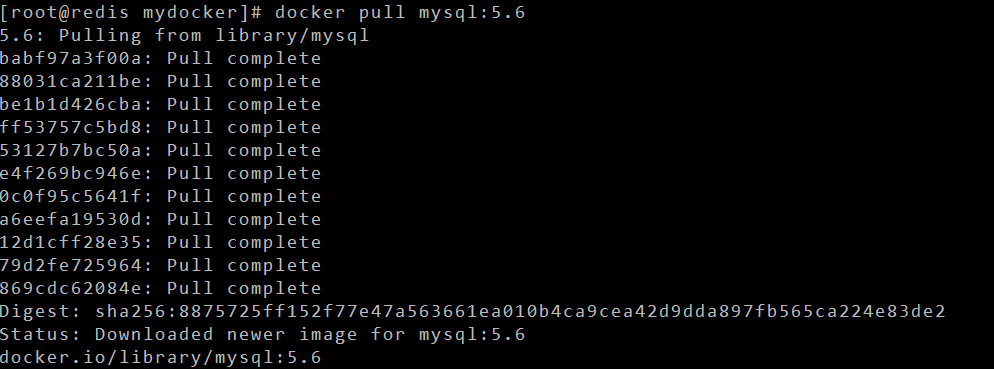 [root@redis mydocker]# docker pull mysql:5.6
5.6: Pulling from library/mysql
babf97a3f00a: Pull complete
88031ca211be: Pull complete
be1b1d426cba: Pull complete
ff53757c5bd8: Pull complete
53127b7bc50a: Pull complete
e4f269bc946e: Pull complete
0c0f95c5641f: Pull complete
a6eefa19530d: Pull complete
12d1cff28e35: Pull complete
79d2fe725964: Pull complete
869cdc62084e: Pull complete
Digest: sha256:8875725ff152f77e47a563661ea010b4ca9cea42d9dda897fb565ca224e83de2
Status: Downloaded newer image for mysql:5.6
docker.io/library/mysql:5.6